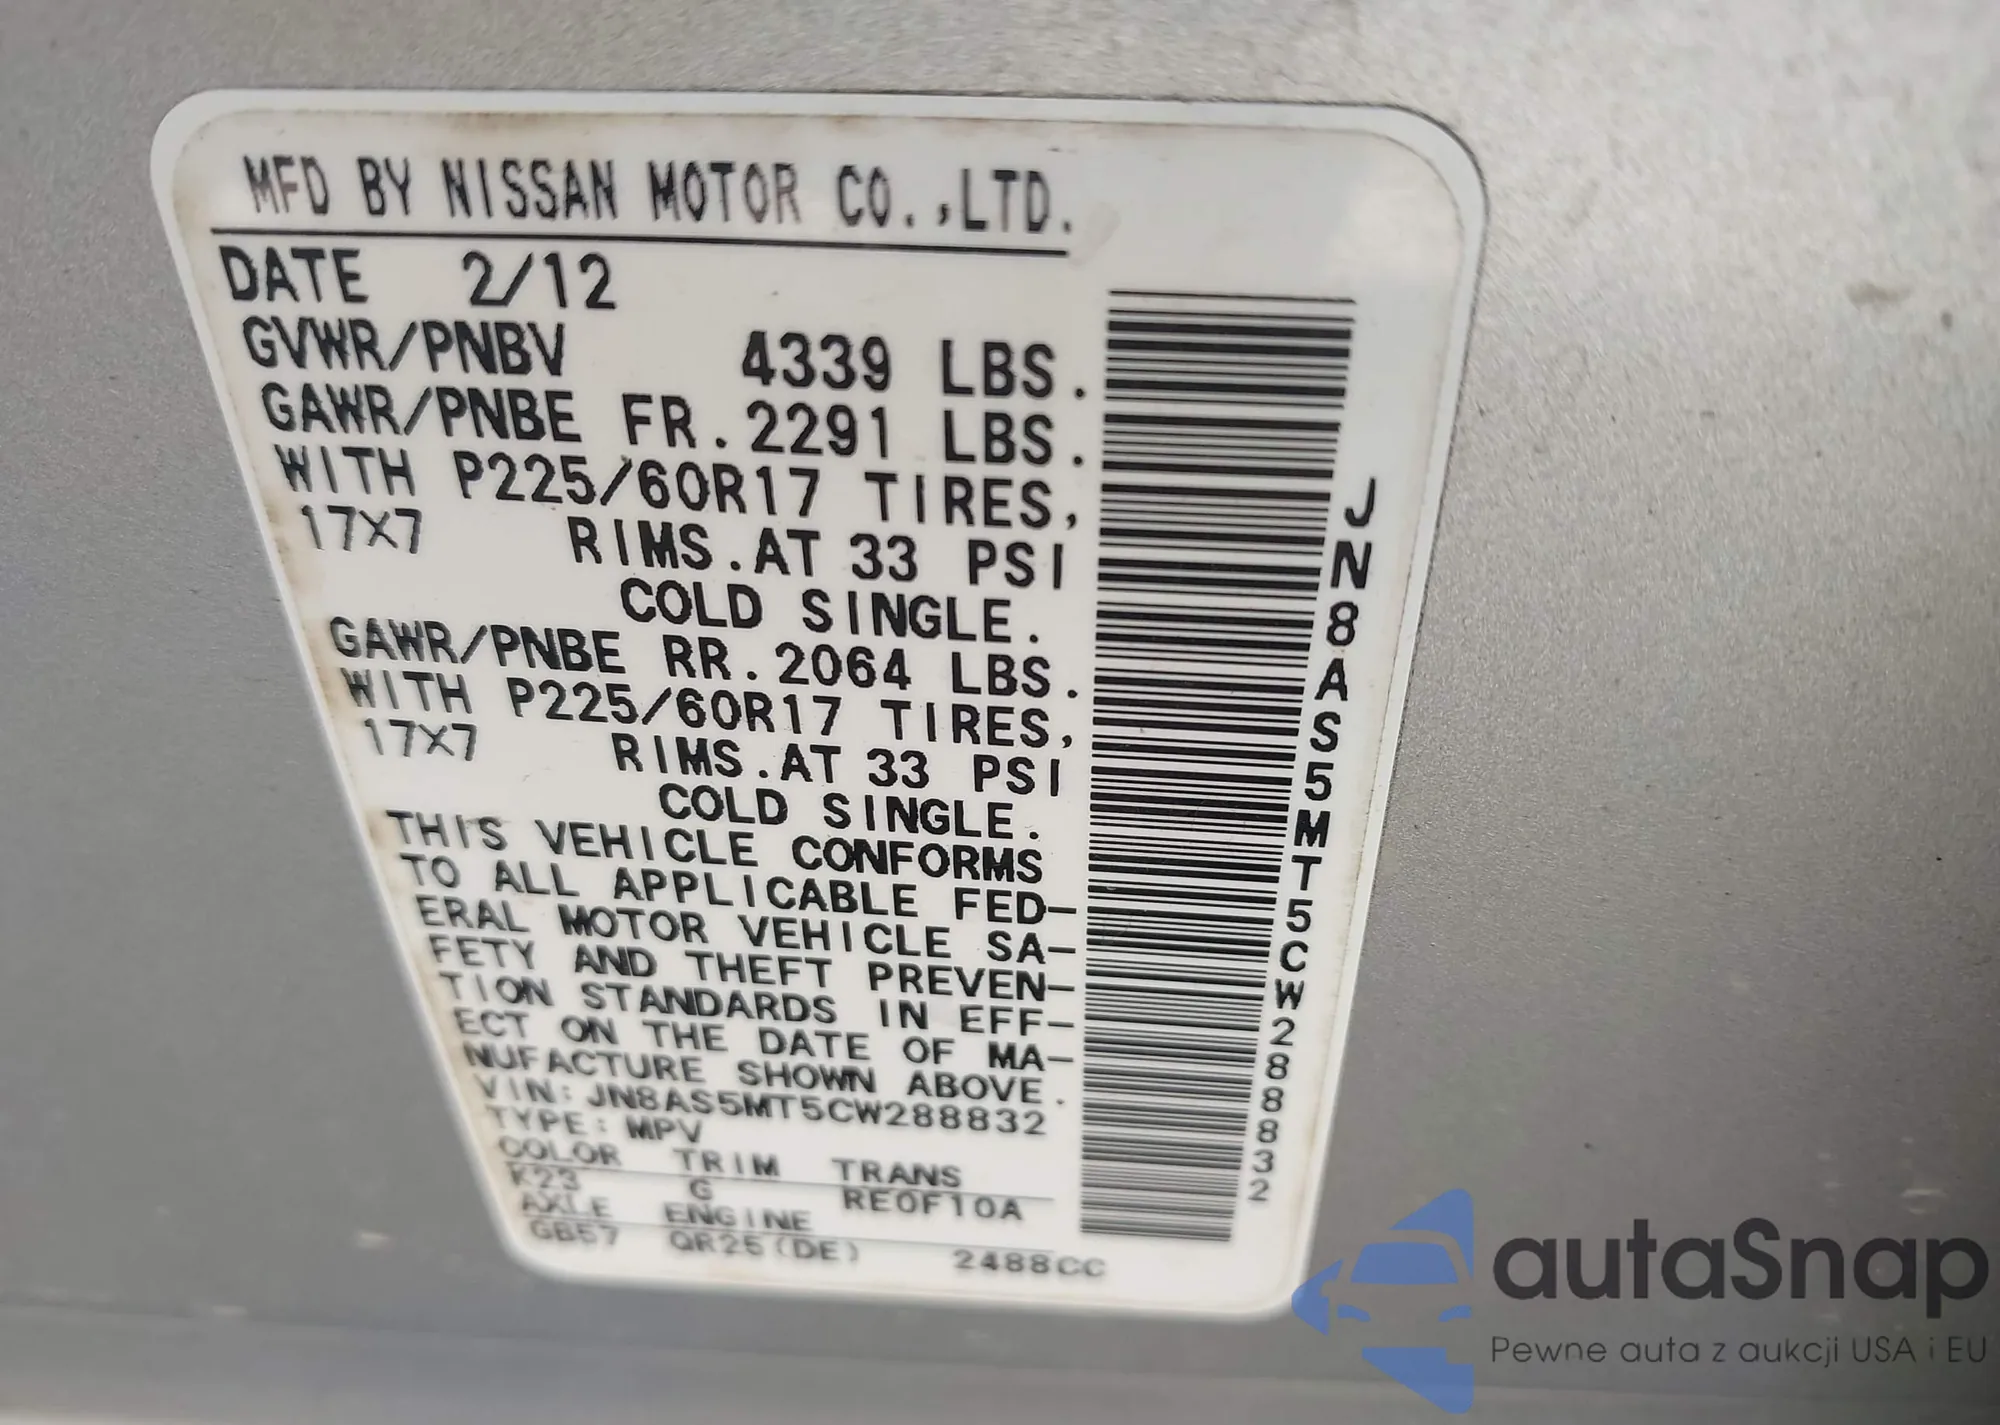 MFD BY NISSAN MOTOR CO.,LTD.
DATE 2/12
GVWR/PNBV 4339 LBS.
GAWR/PNBE FR.2291 LBS.
WITH P225/60R17 TIRES,
17X7 RIMS.AT 33 PSI
COLD SINGLE.
GAWR/PNBE RR.2064 LBS.
WITH P225/60R17 TIRES,
17X7 RIMS.AT 33 PSI
COLD SINGLE.
THIS VEHICLE CONFORMS
TO ALL APPLICABLE FED-
ERAL MOTOR VEHICLE SA-
FETY AND THEFT PREVEN-
TION STANDARDS IN EFF-
ECT ON THE DATE OF MA-
NUFACTURE SHOWN ABOVE.
VIN: JN8AS5MT5CW288832
TYPE: MPV
COLOR TRIM TRANS
K23 G RE0F10A
AXLE ENGINE
GB57 QR25(DE) 2488CC
JN8AS5MT5CW288832
autaSnap
Pewne auta z aukcji USA i EU